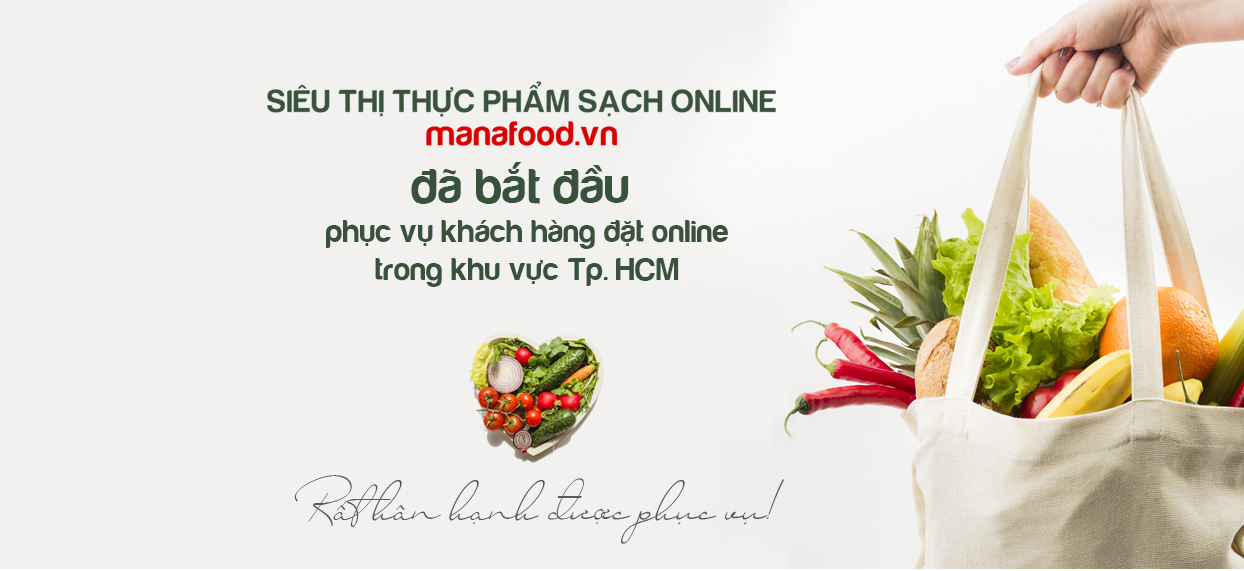 SIÊU THỊ THỰC PHẨM SẠCH ONLINE
manafood.vn
đã bắt đầu
phục vụ khách hàng đặt online
trong khu vực Tp. HCM
Rất hân hạnh được phục vụ!